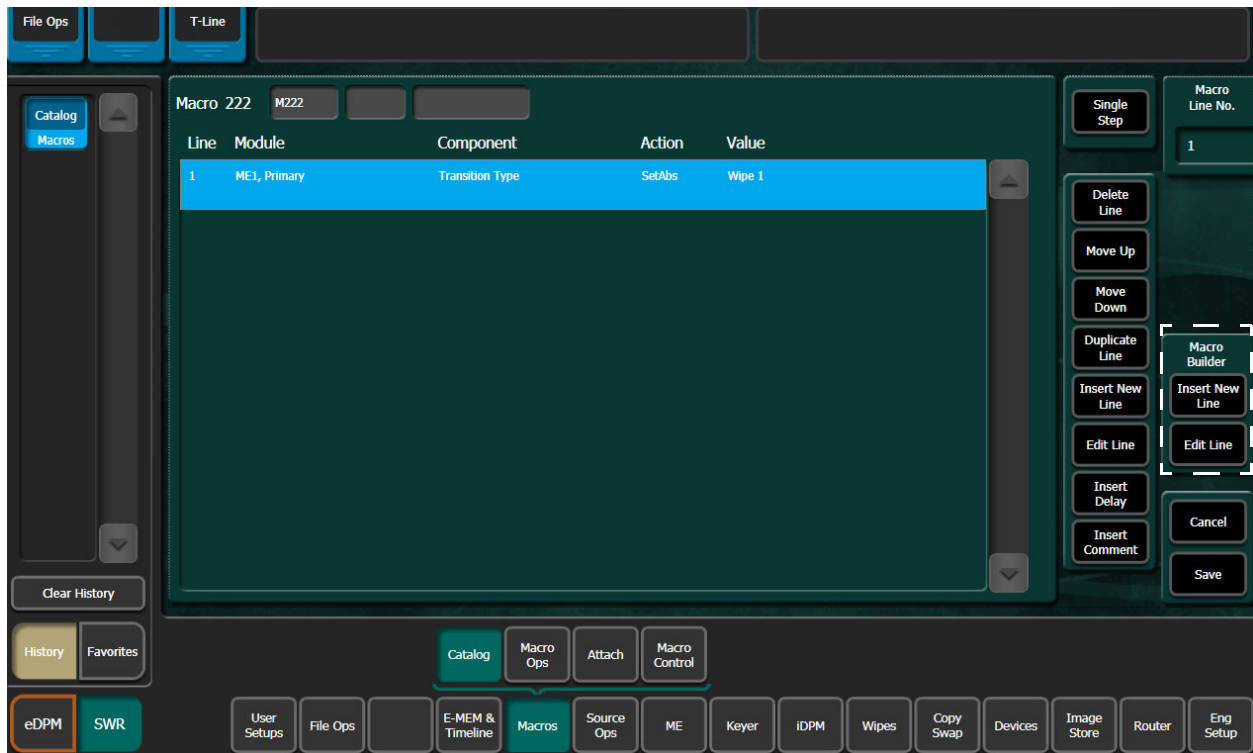 File Ops
T-Line
Catalog
Macros
Macro 222 M222
Line Module Component Action Value
1 ME1, Primary Transition Type SetAbs Wipe 1
Single
Step
Macro
Line No.
1
Delete
Line
Move Up
Move
Down
Duplicate
Line
Insert New
Line
Edit Line
Insert
Delay
Insert
Comment
Macro
Builder
Insert New
Line
Edit Line
Cancel
Save
Clear History
History Favorites
Catalog
Macro
Ops
Attach
Macro
Control
eDPM SWR
User
Setups
File Ops
E-MEM &
Timeline
Macros
Source
Ops
ME
Keyer
iDPM
Wipes
Copy
Swap
Devices
Image
Store
Router
Eng
Setup